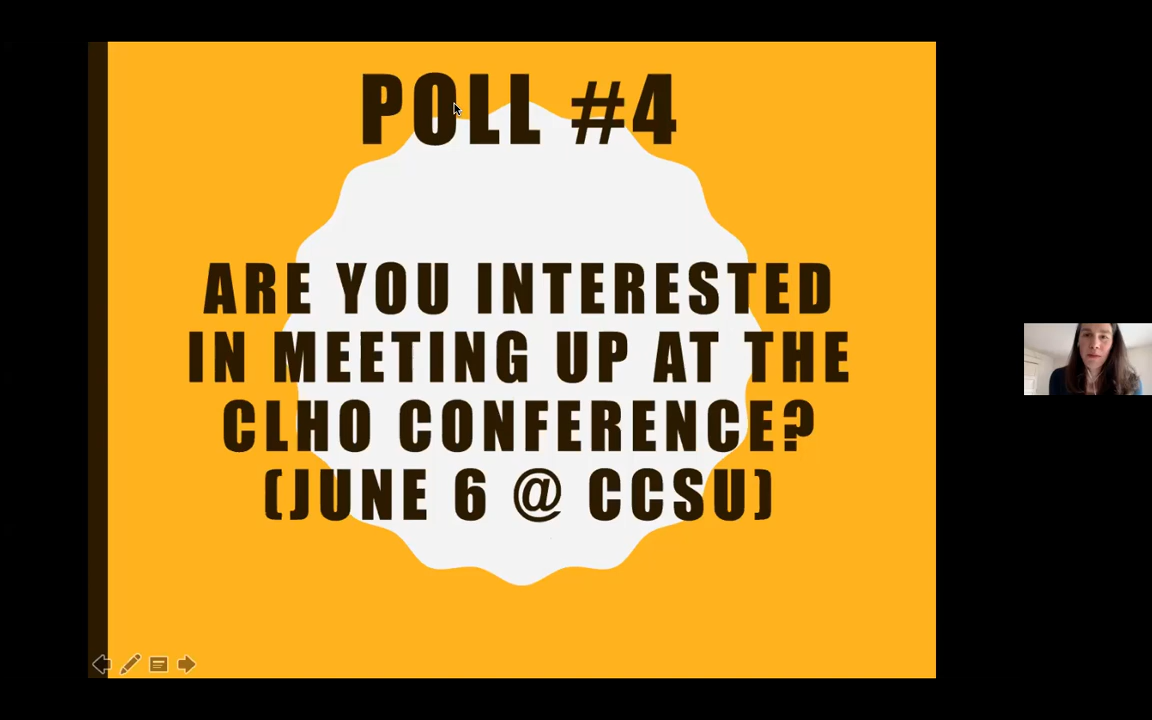 POLL #4
ARE YOU INTERESTED
IN MEETING UP AT THE
CLHO CONFERENCE?
(JUNE 6 @ CCSU)